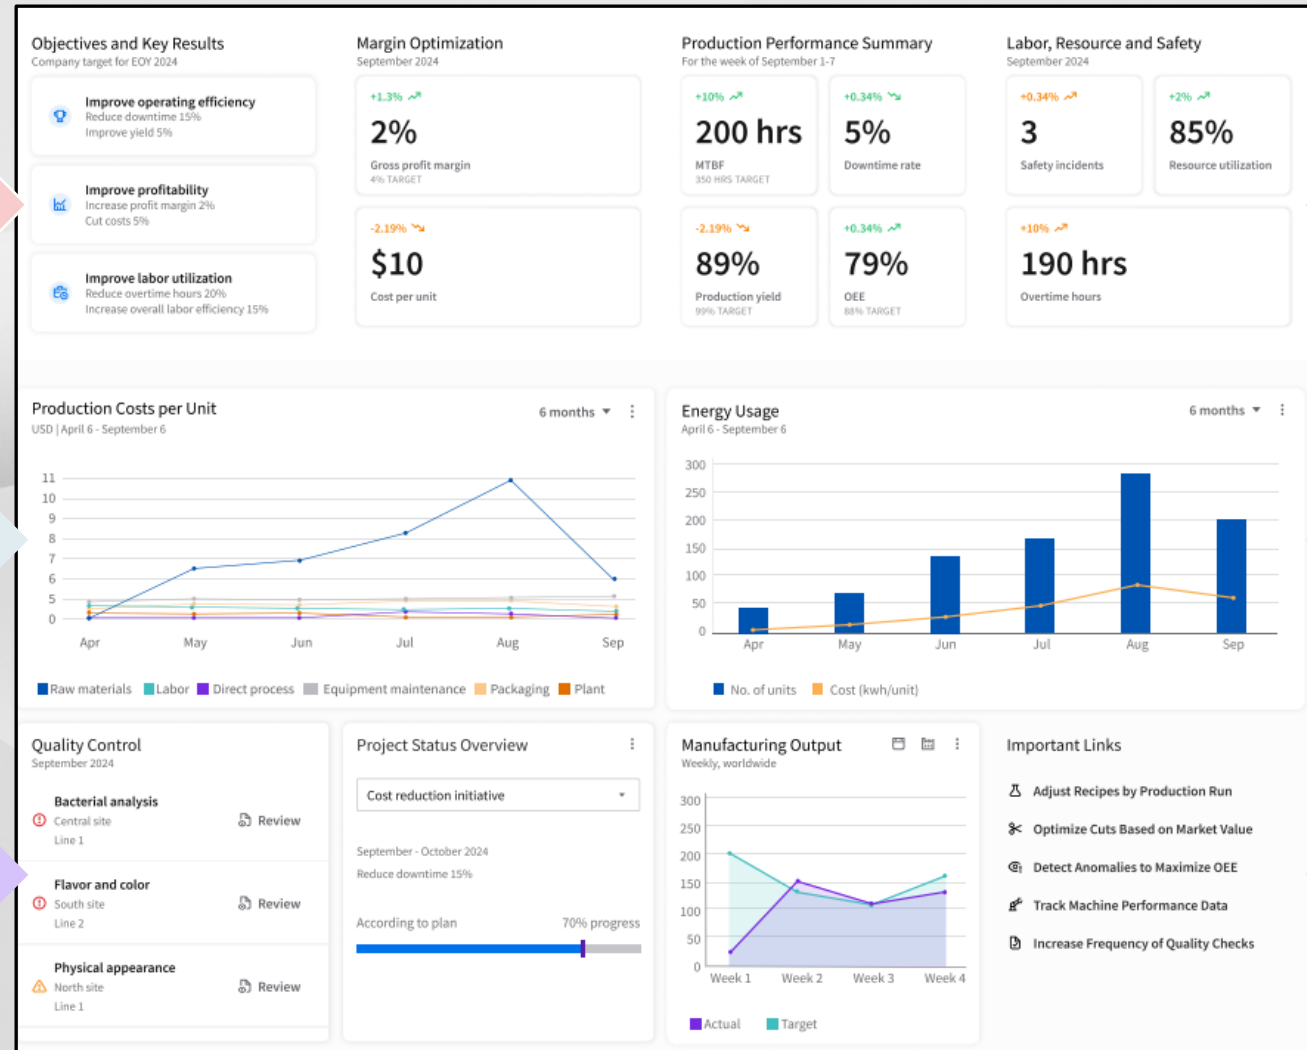 Objectives and Key Results
Company target for EOY 2024
Improve operating efficiency
Reduce downtime 15%
Improve yield 5%
Improve profitability
Increase profit margin 2%
Cut costs 5%
Improve labor utilization
Reduce overtime hours 20%
Increase overall labor efficiency 15%
Margin Optimization
September 2024
+1.3%
2%
Gross profit margin
4% TARGET
-2.19%
$10
Cost per unit
Production Performance Summary
For the week of September 1-7
+10%
200 hrs
MTBF
350 HRS TARGET
+0.34%
5%
Downtime rate
-2.19%
89%
Production yield
99% TARGET
+0.34%
79%
OEE
88% TARGET
Labor, Resource and Safety
September 2024
+0.34%
3
Safety incidents
+2%
85%
Resource utilization
+10%
190 hrs
Overtime hours
Production Costs per Unit
USD | April 6 - September 6
6 months
11
10
9
8
7
6
5
0
Apr May Jun Jul Aug Sep
Raw materials Labor Direct process Equipment maintenance Packaging Plant
Energy Usage
April 6 - September 6
6 months
300
250
200
150
100
50
0
Apr May Jun Jul Aug Sep
No. of units Cost (kwh/unit)
Quality Control
September 2024
Bacterial analysis
Central site
Line 1
Review
Flavor and color
South site
Line 2
Review
Physical appearance
North site
Line 1
Review
Project Status Overview
Cost reduction initiative
September - October 2024
Reduce downtime 15%
According to plan 70% progress
Manufacturing Output
Weekly, worldwide
300
250
200
150
100
50
0
Week 1 Week 2 Week 3 Week 4
Actual Target
Important Links
Adjust Recipes by Production Run
Optimize Cuts Based on Market Value
Detect Anomalies to Maximize OEE
Track Machine Performance Data
Increase Frequency of Quality Checks